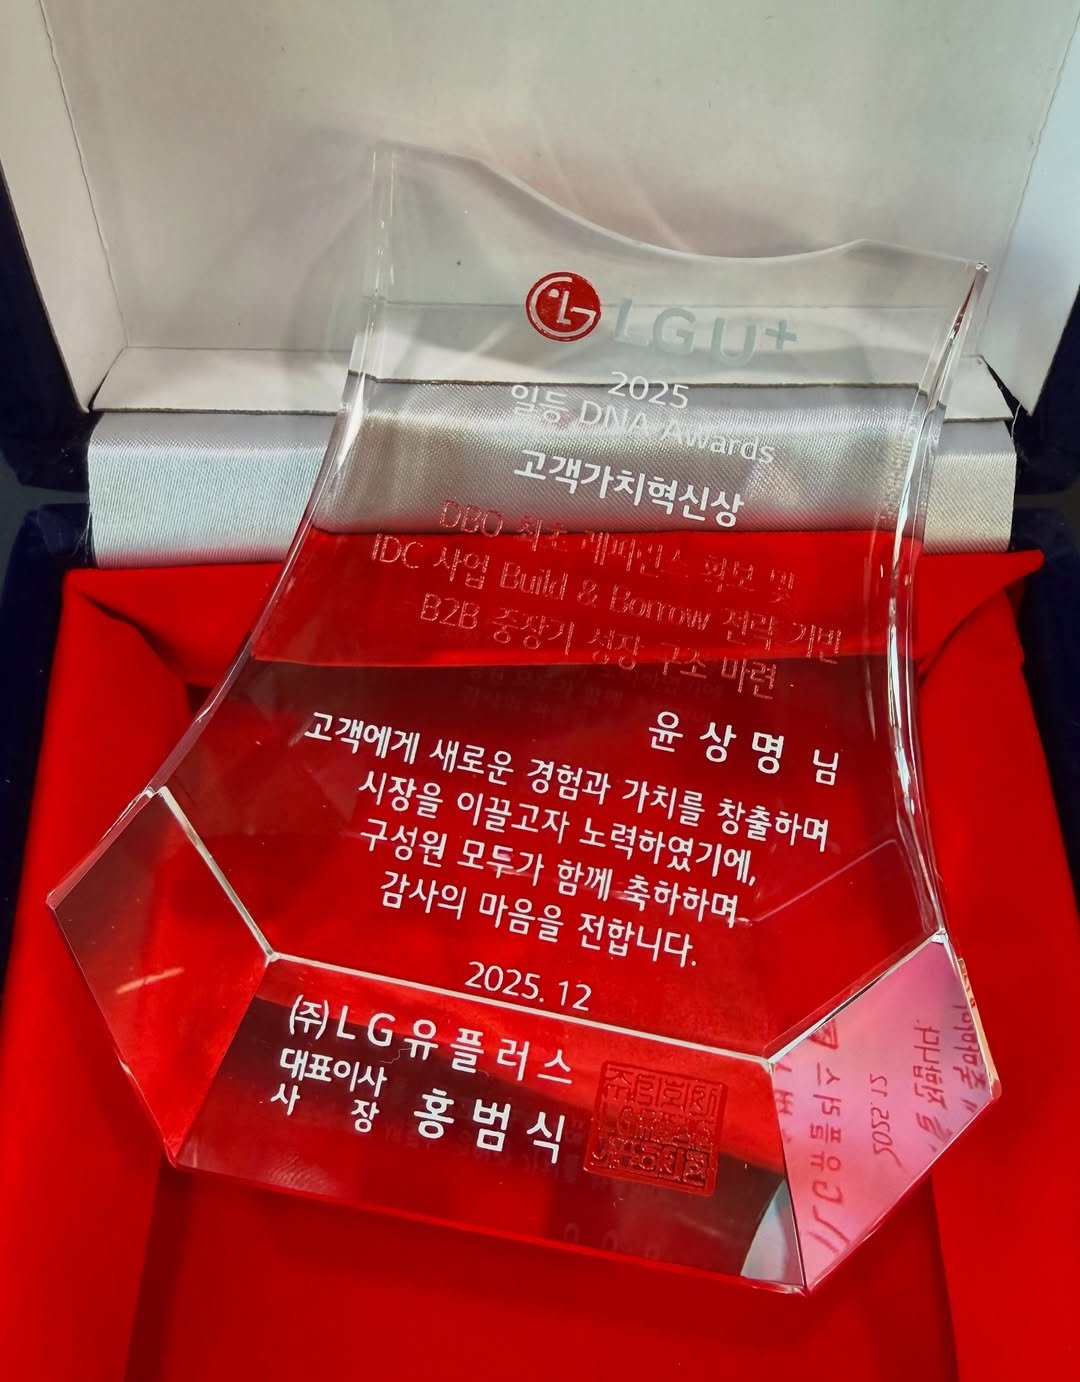 LG U+
2025
일등 DNA Awards
고객가치혁신상
DBO 최초 레퍼런스 확보 및
IDC 사업 Build & Borrow 전략 기반
B2B 중장기 성장 구조 마련
윤상명 님
고객에게 새로운 경험과 가치를 창출하며
시장을 이끌고자 노력하였기에,
구성원 모두가 함께 축하하며
감사의 마음을 전합니다.
2025. 12
(주)LG유플러스
대표이사
사 장 홍범식